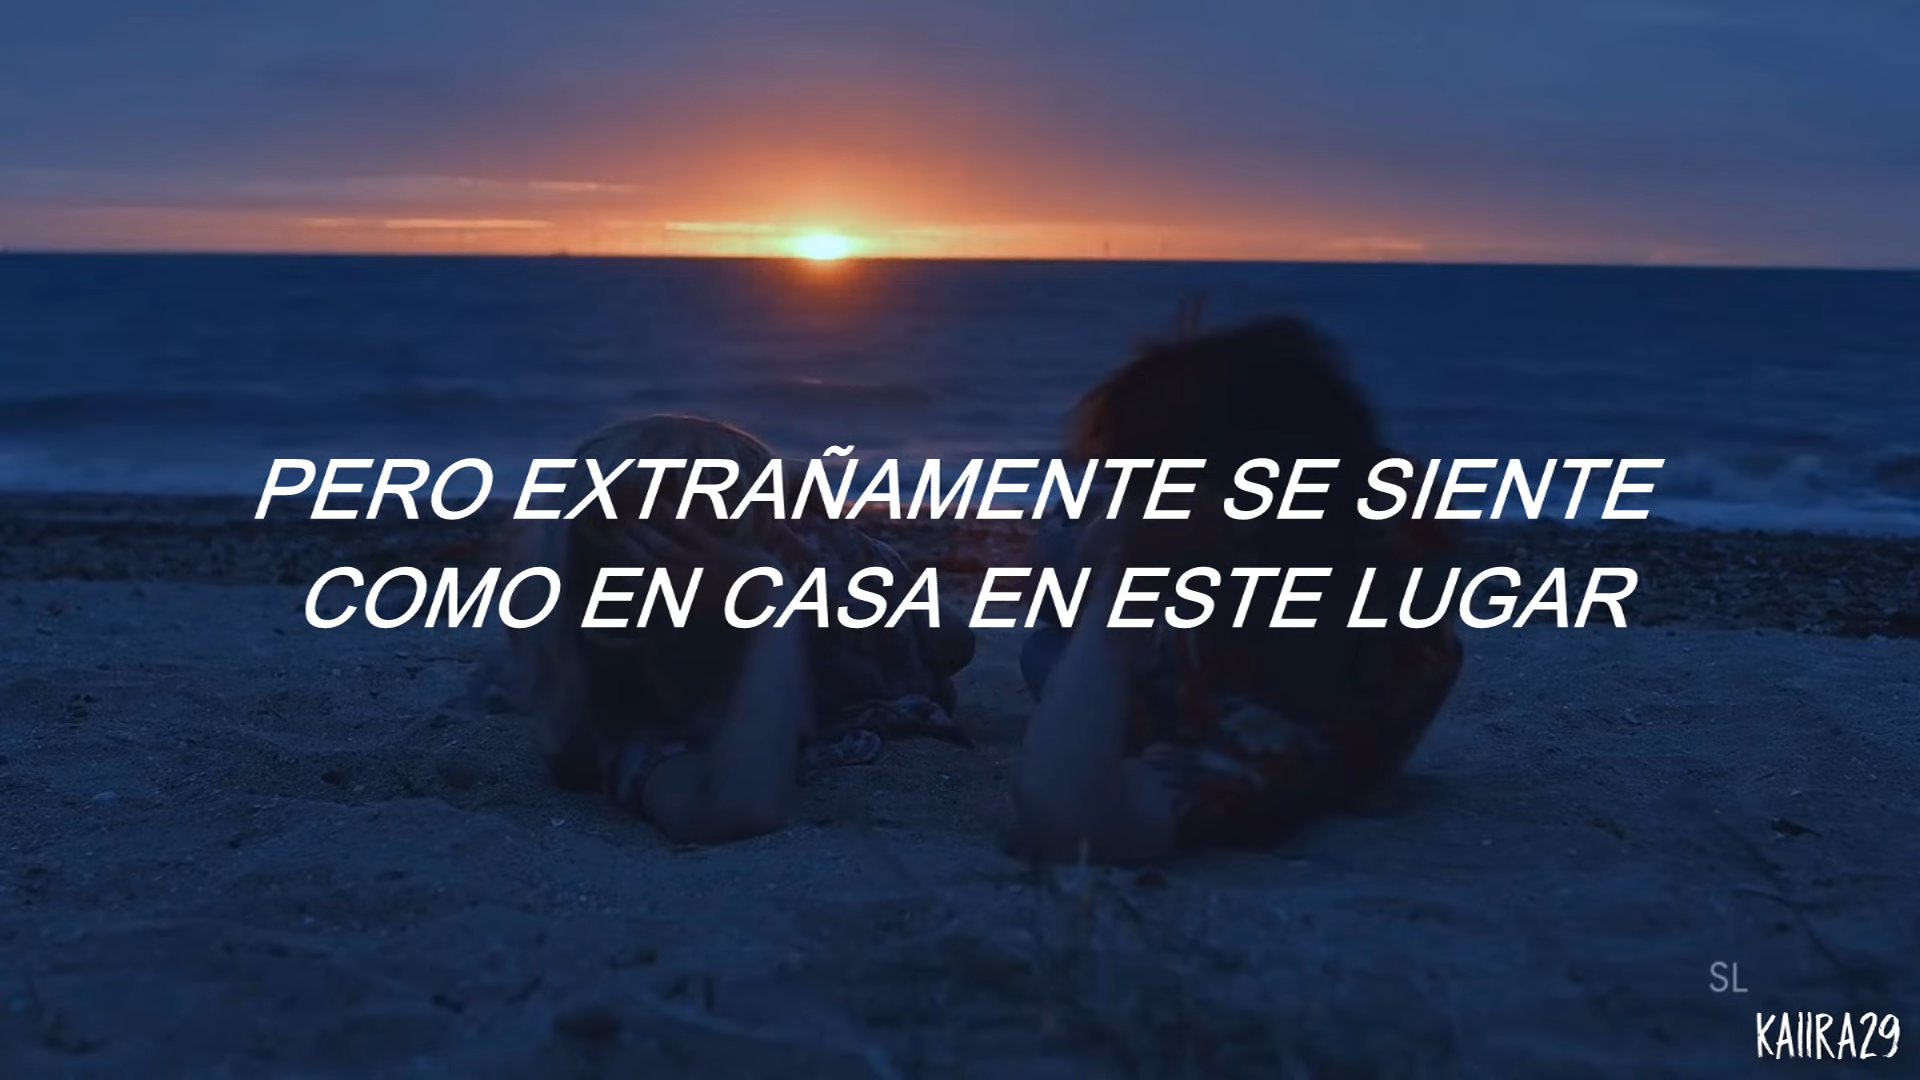 PERO EXTRAÑAMENTE SE SIENTE
COMO EN CASA EN ESTE LUGAR
SL
KAIIRA29